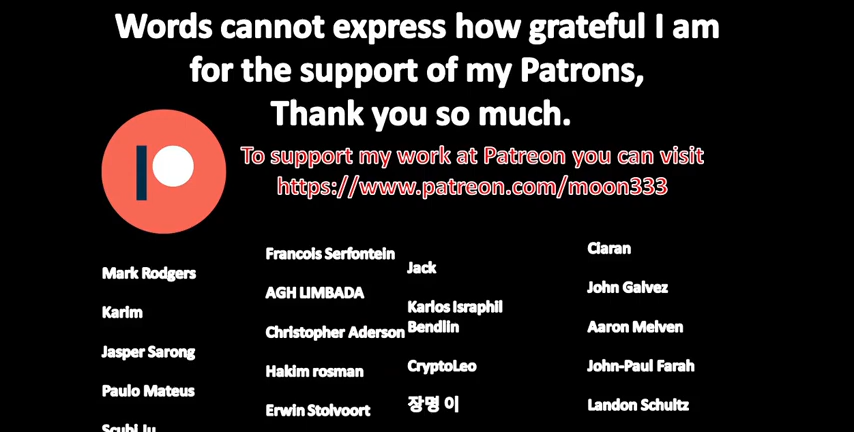 Words cannot express how grateful I am
for the support of my Patrons,
Thank you so much.
To support my work at Patreon you can visit
https://www.patreon.com/moon333
Mark Rodgers
Karim
Jasper Sarong
Paulo Mateus
Francois Serfontein
AGH LIMBADA
Christopher Aderson
Hakim rosman
Erwin Stolvoort
Jack
Karlos Israphil
Bendlin
CryptoLeo
장명 이
Ciaran
John Galvez
Aaron Melven
John-Paul Farah
Landon Schultz